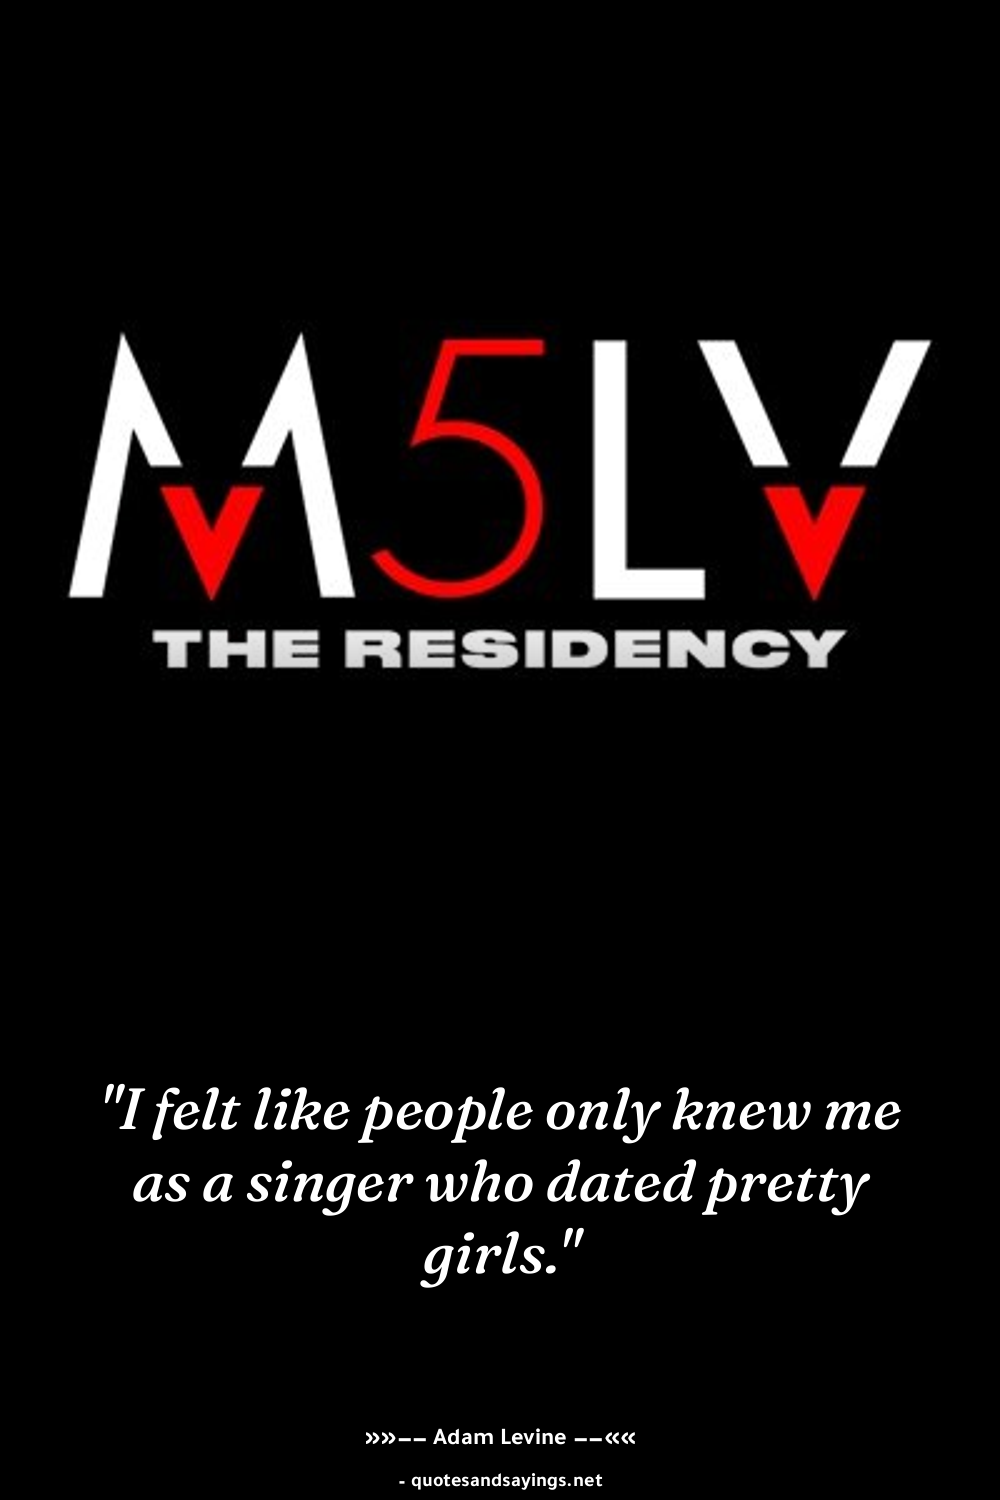 M5LV
THE RESIDENCY
"I felt like people only knew me
as a singer who dated pretty
girls."
»»−− Adam Levine −−««
- quotesandsayings.net